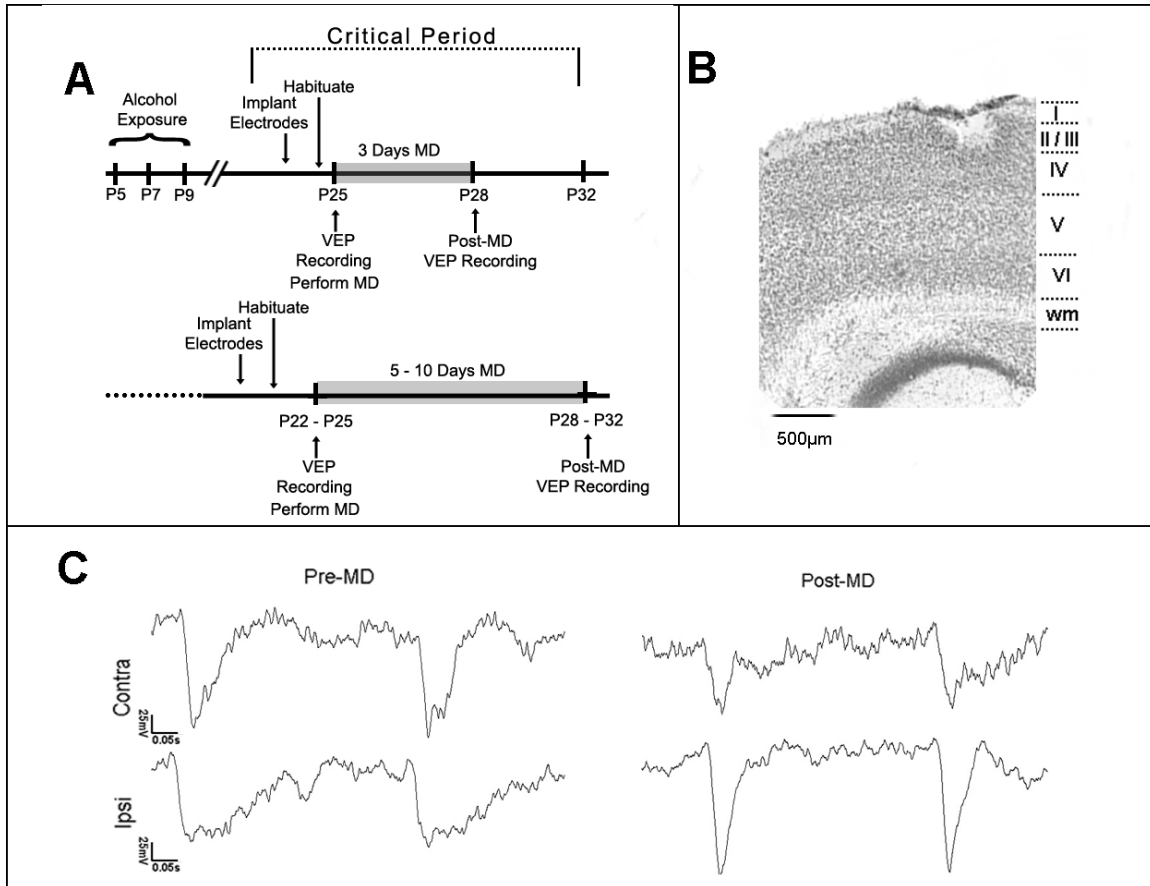 A
Critical Period
Habituate
Implant
Electrodes
Alcohol
Exposure
3 Days MD
P5 P7 P9 P25 P28 P32
VEP
Recording
Perform MD
Post-MD
VEP Recording
Habituate
Implant
Electrodes
5 - 10 Days MD
P22 - P25 P28 - P32
VEP
Recording
Perform MD
Post-MD
VEP Recording
B
I
II / III
IV
V
VI
wm
500µm
C
Pre-MD Post-MD
Contra
25mV
0.05s
Ipsi
25mV
0.05s